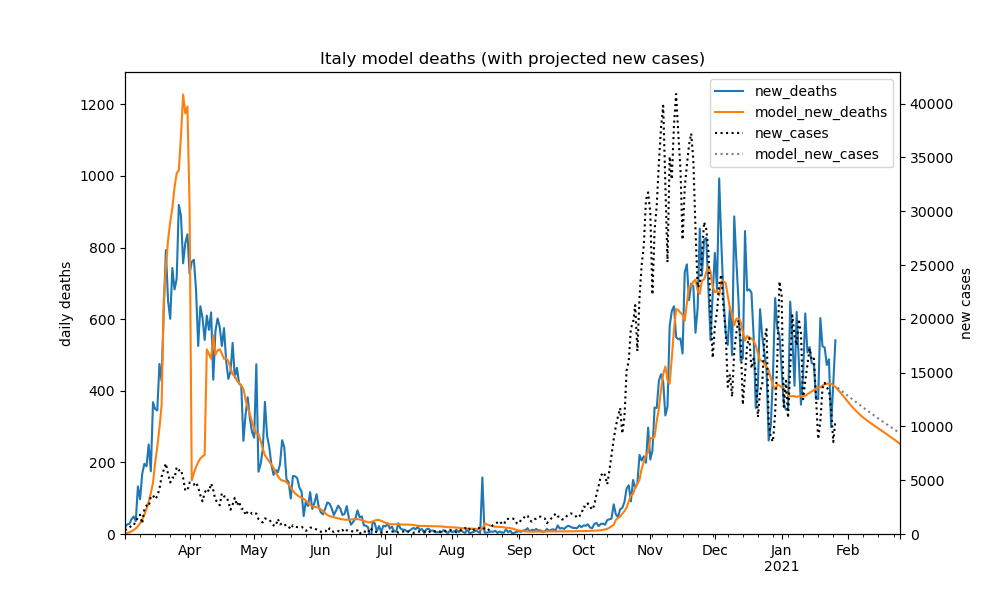 Italy model deaths (with projected new cases)
new_deaths
model_new_deaths
new_cases
model_new_cases
daily deaths
1200
1000
800
600
400
200
0
new cases
40000
35000
30000
25000
20000
15000
10000
5000
0
Apr May Jun Jul Aug Sep Oct Nov Dec Jan Feb
2021